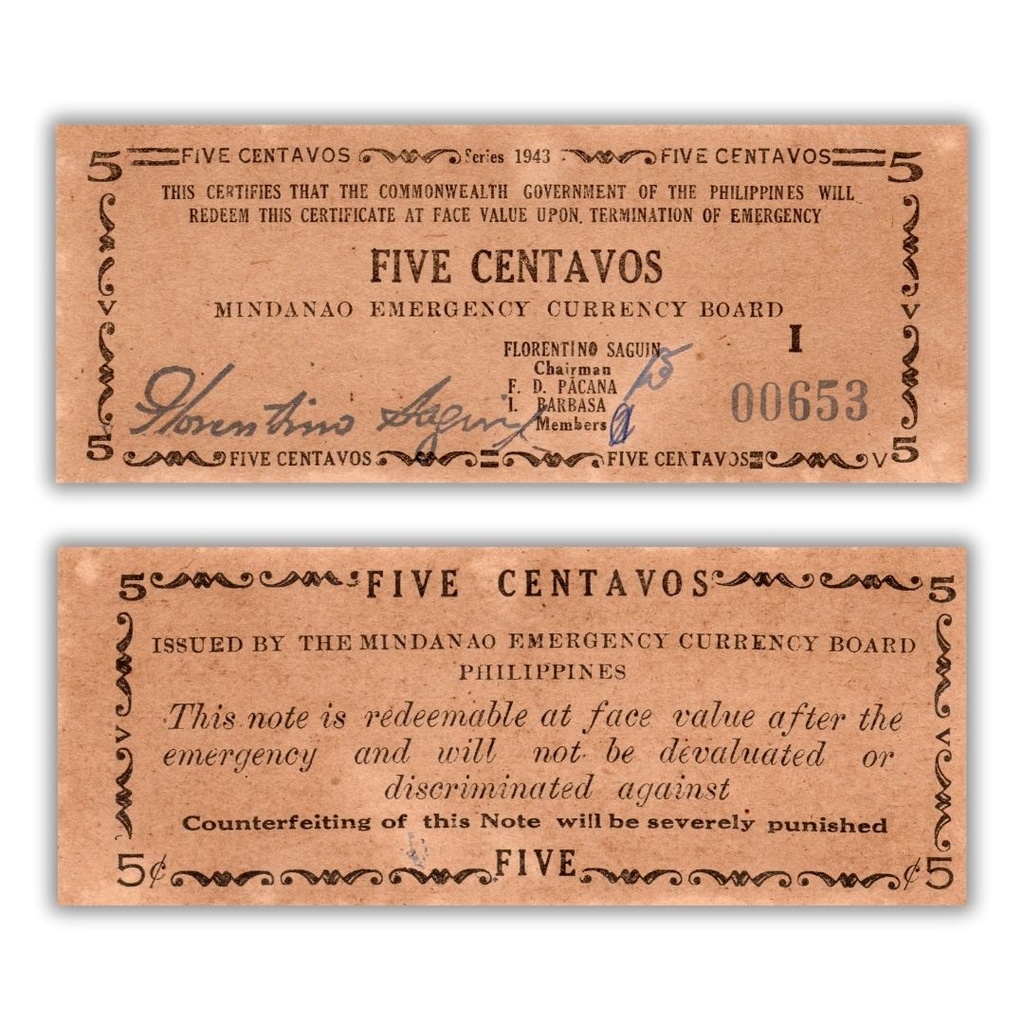 5 FIVE CENTAVOS Series 1943 FIVE CENTAVOS 5
THIS CERTIFIES THAT THE COMMONWEALTH GOVERNMENT OF THE PHILIPPINES WILL
REDEEM THIS CERTIFICATE AT FACE VALUE UPON. TERMINATION OF EMERGENCY
FIVE CENTAVOS
V V
MINDANAO EMERGENCY CURRENCY BOARD
I
FLORENTINO SAGUIN
Chairman
F. D. PACANA
I. BARBASA
Members
00653
Florentino Saguin
5 FIVE CENTAVOS FIVE CENTAVOS V 5
5 FIVE CENTAVOS 5
ISSUED BY THE MINDANAO EMERGENCY CURRENCY BOARD
PHILIPPINES
This note is redeemable at face value after the
V V
emergency and will not be devaluated or
discriminated against
Counterfeiting of this Note will be severely punished
5¢ FIVE ¢5